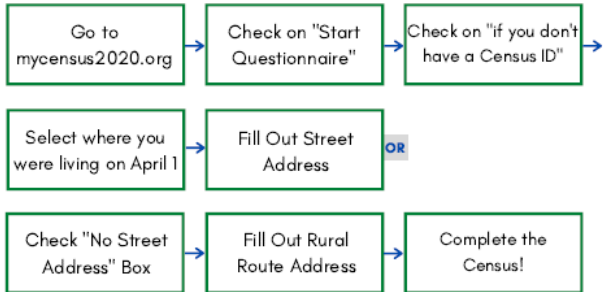 Go to
mycensus2020.org
Check on "Start
Questionnaire"
Check on "if you don't
have a Census ID"
Select where you
were living on April 1
Fill Out Street
Address
OR
Check "No Street
Address" Box
Fill Out Rural
Route Address
Complete the
Census!